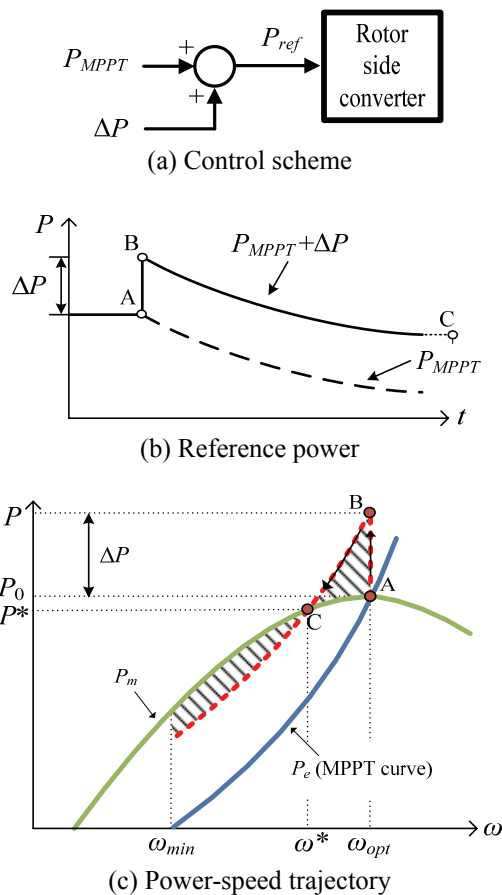 P_MPPT
+
P_ref
Rotor
side
converter
+
ΔP
(a) Control scheme
P
B
P_MPPT+ΔP
ΔP
A
C
P_MPPT
t
(b) Reference power
P
B
ΔP
P_0
A
P*
C
P_m
P_e (MPPT curve)
ω
ω_min
ω*
ω_opt
(c) Power-speed trajectory